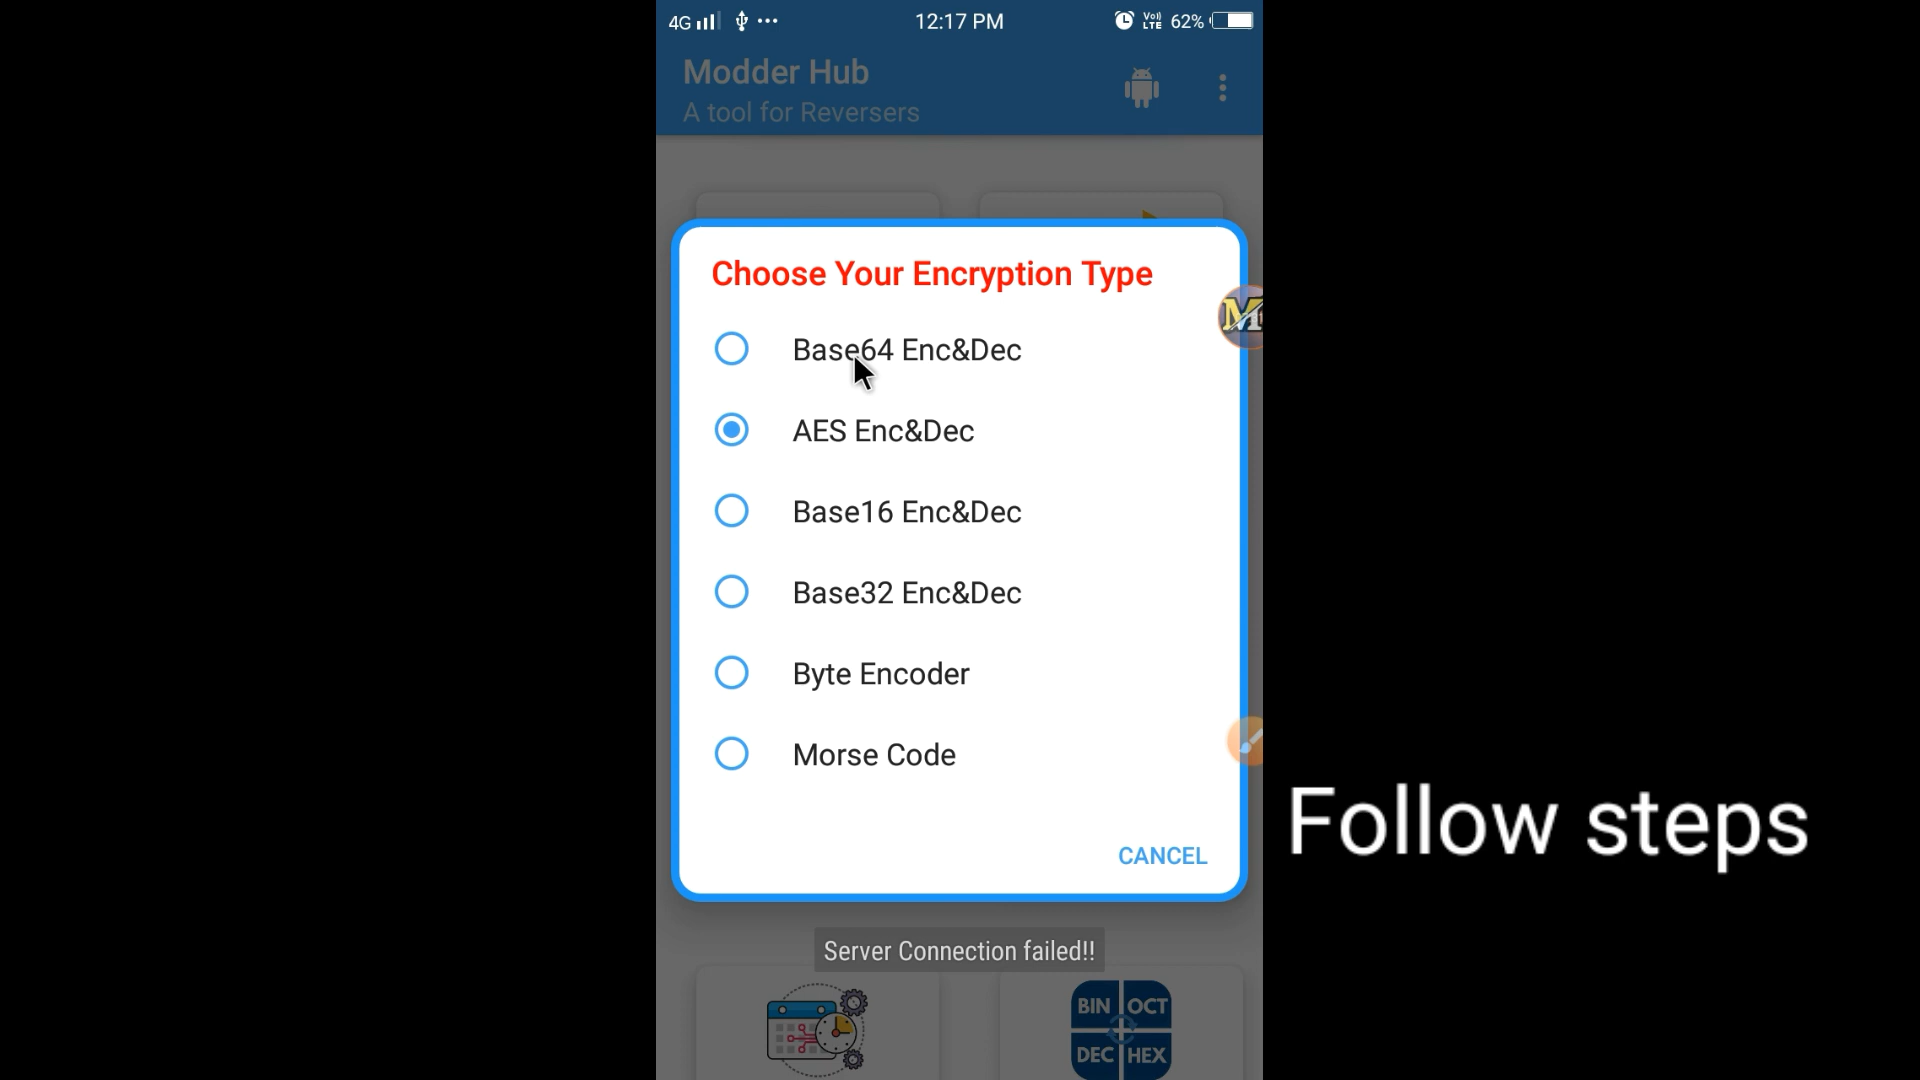 4G 12:17 PM Vo)) LTE 62%
Modder Hub
A tool for Reversers
Choose Your Encryption Type
Base64 Enc&Dec
M
AES Enc&Dec
Base16 Enc&Dec
Base32 Enc&Dec
Byte Encoder
Morse Code
Follow steps
CANCEL
Server Connection failed!!
BIN OCT
DEC HEX